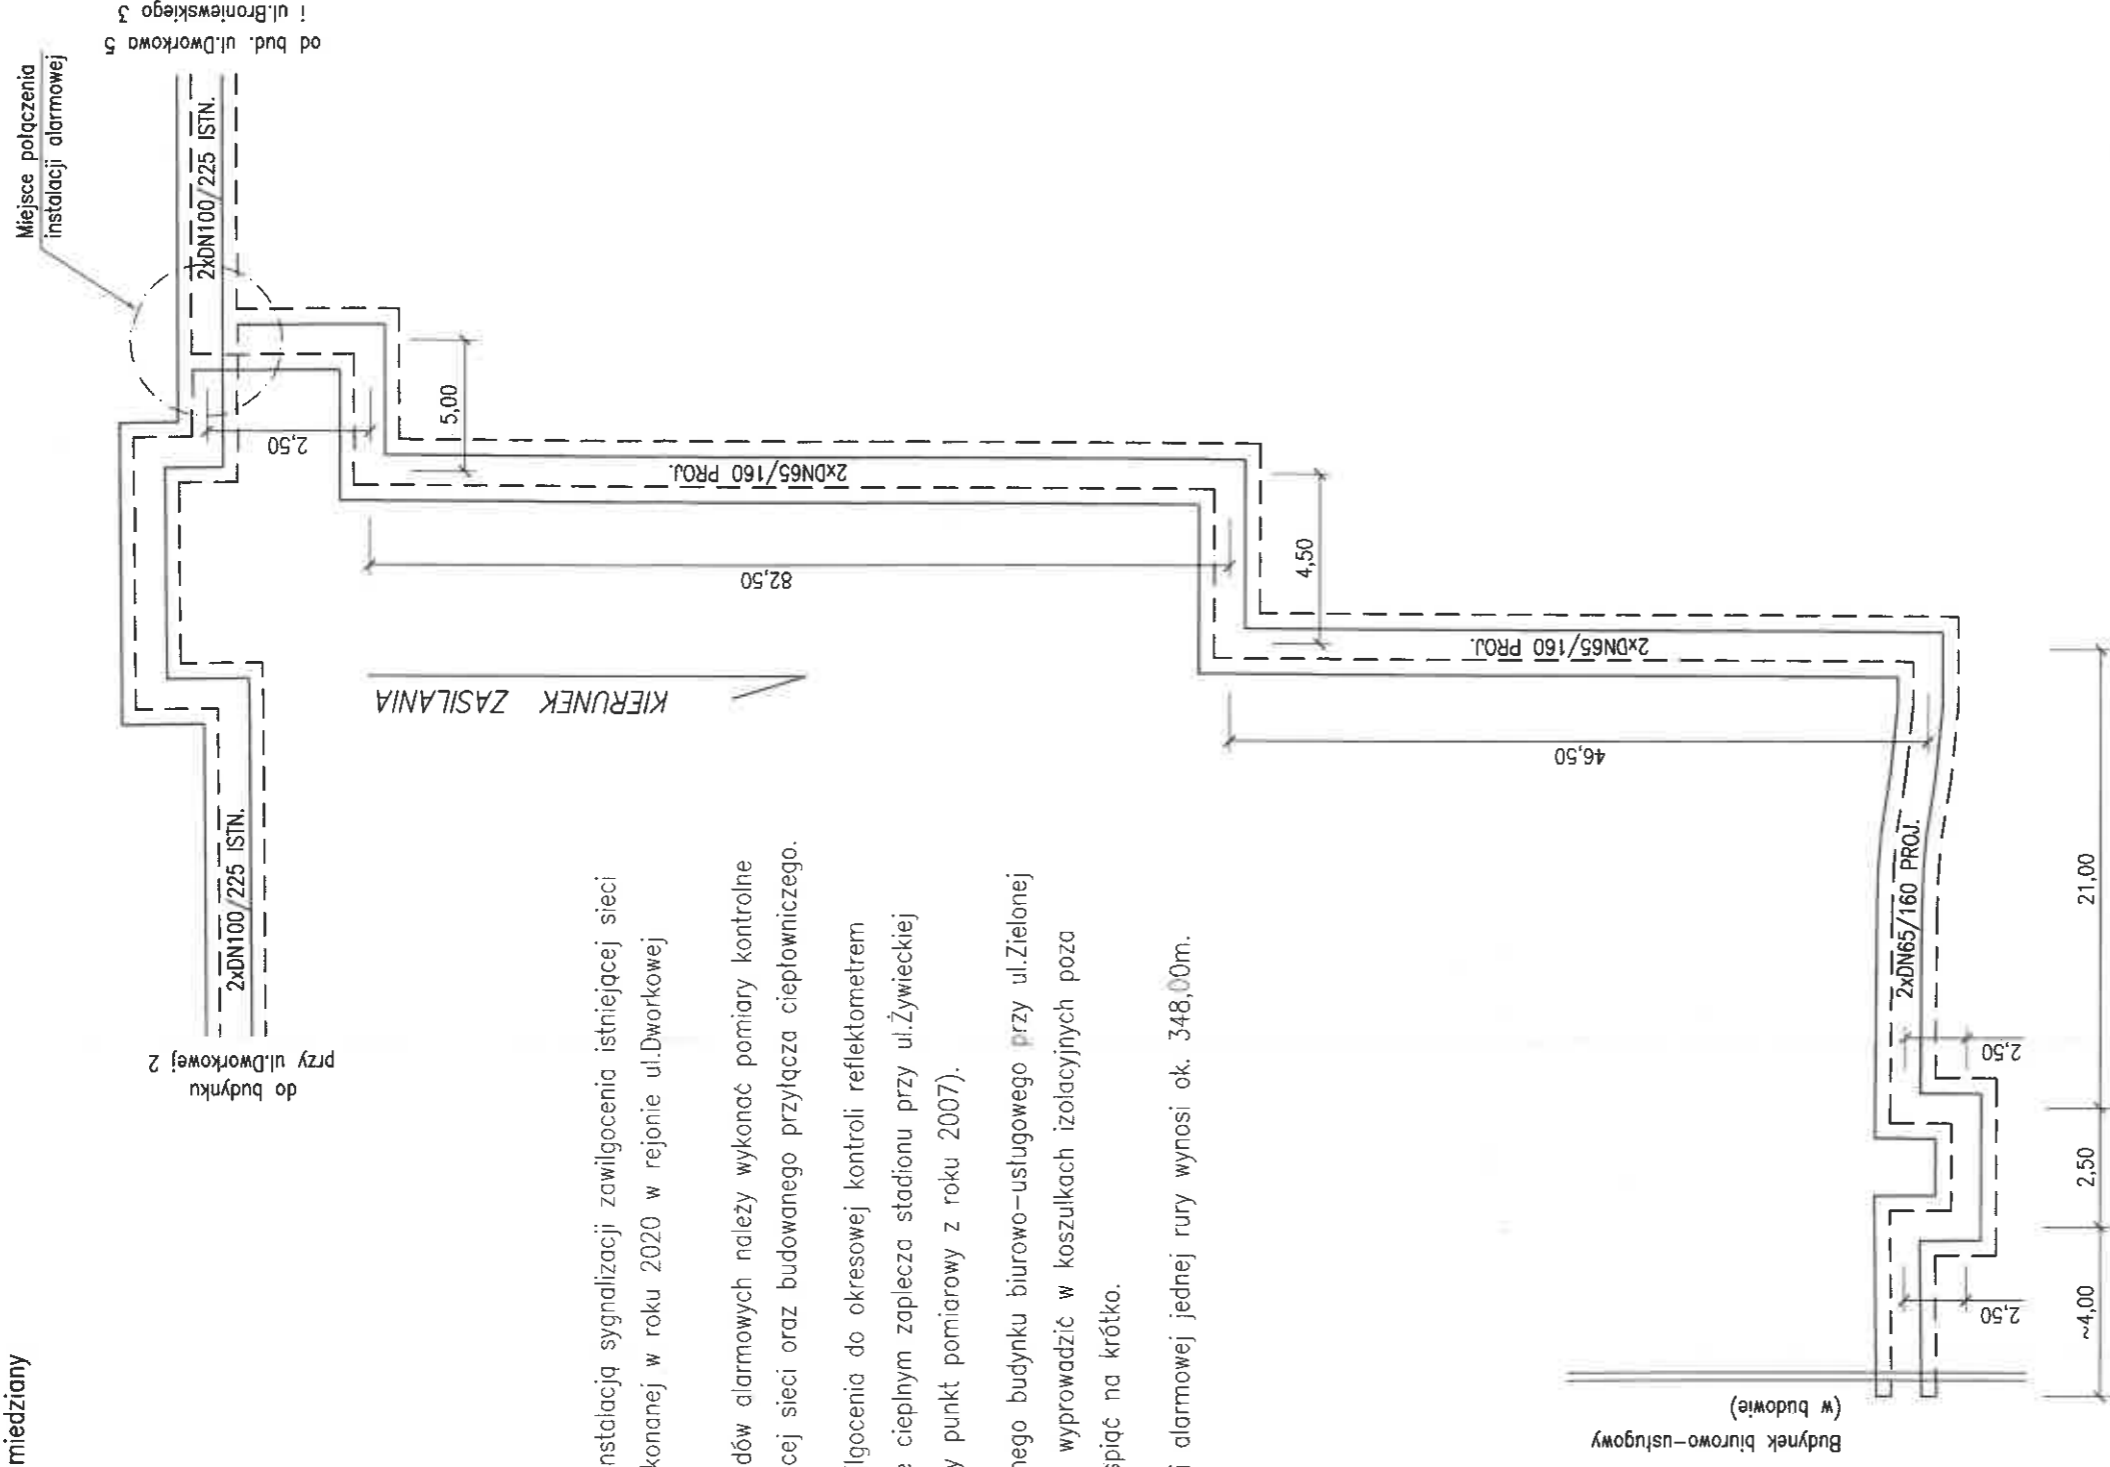 miedziany
nstalacją sygnalizacji zawilgocenia istniejącej sieci
konanej w roku 2020 w rejonie ul.Dworkowej
dów alarmowych należy wykonać pomiary kontrolne
cej sieci oraz budowanego przyłącza ciepłowniczego.
ilgocenia do okresowej kontroli reflektometrem
e cieplnym zaplecza stadionu przy ul.Żywieckiej
y punkt pomiarowy z roku 2007).
nego budynku biurowo-usługowego przy ul.Zielonej
wyprowadzić w koszulkach izolacyjnych poza
spiąć na krótko.
i alarmowej jednej rury wynosi ok. 348,00m.
Miejsce połączenia
instalacji alarmowej
od bud. ul.Dworkowa 5
i ul.Broniewskiego 3
2xDN100/225 ISTN.
2,50
5,00
2xDN65/160 PROJ.
82,50
4,50
KIERUNEK ZASILANIA
2xDN100/225 ISTN.
do budynku
przy ul.Dworkowej 2
2xDN65/160 PROJ.
46,50
2xDN65/160 PROJ.
21,00
2,50
2,50
2,50
~4,00
Budynek biurowo-usługowy
(w budowie)